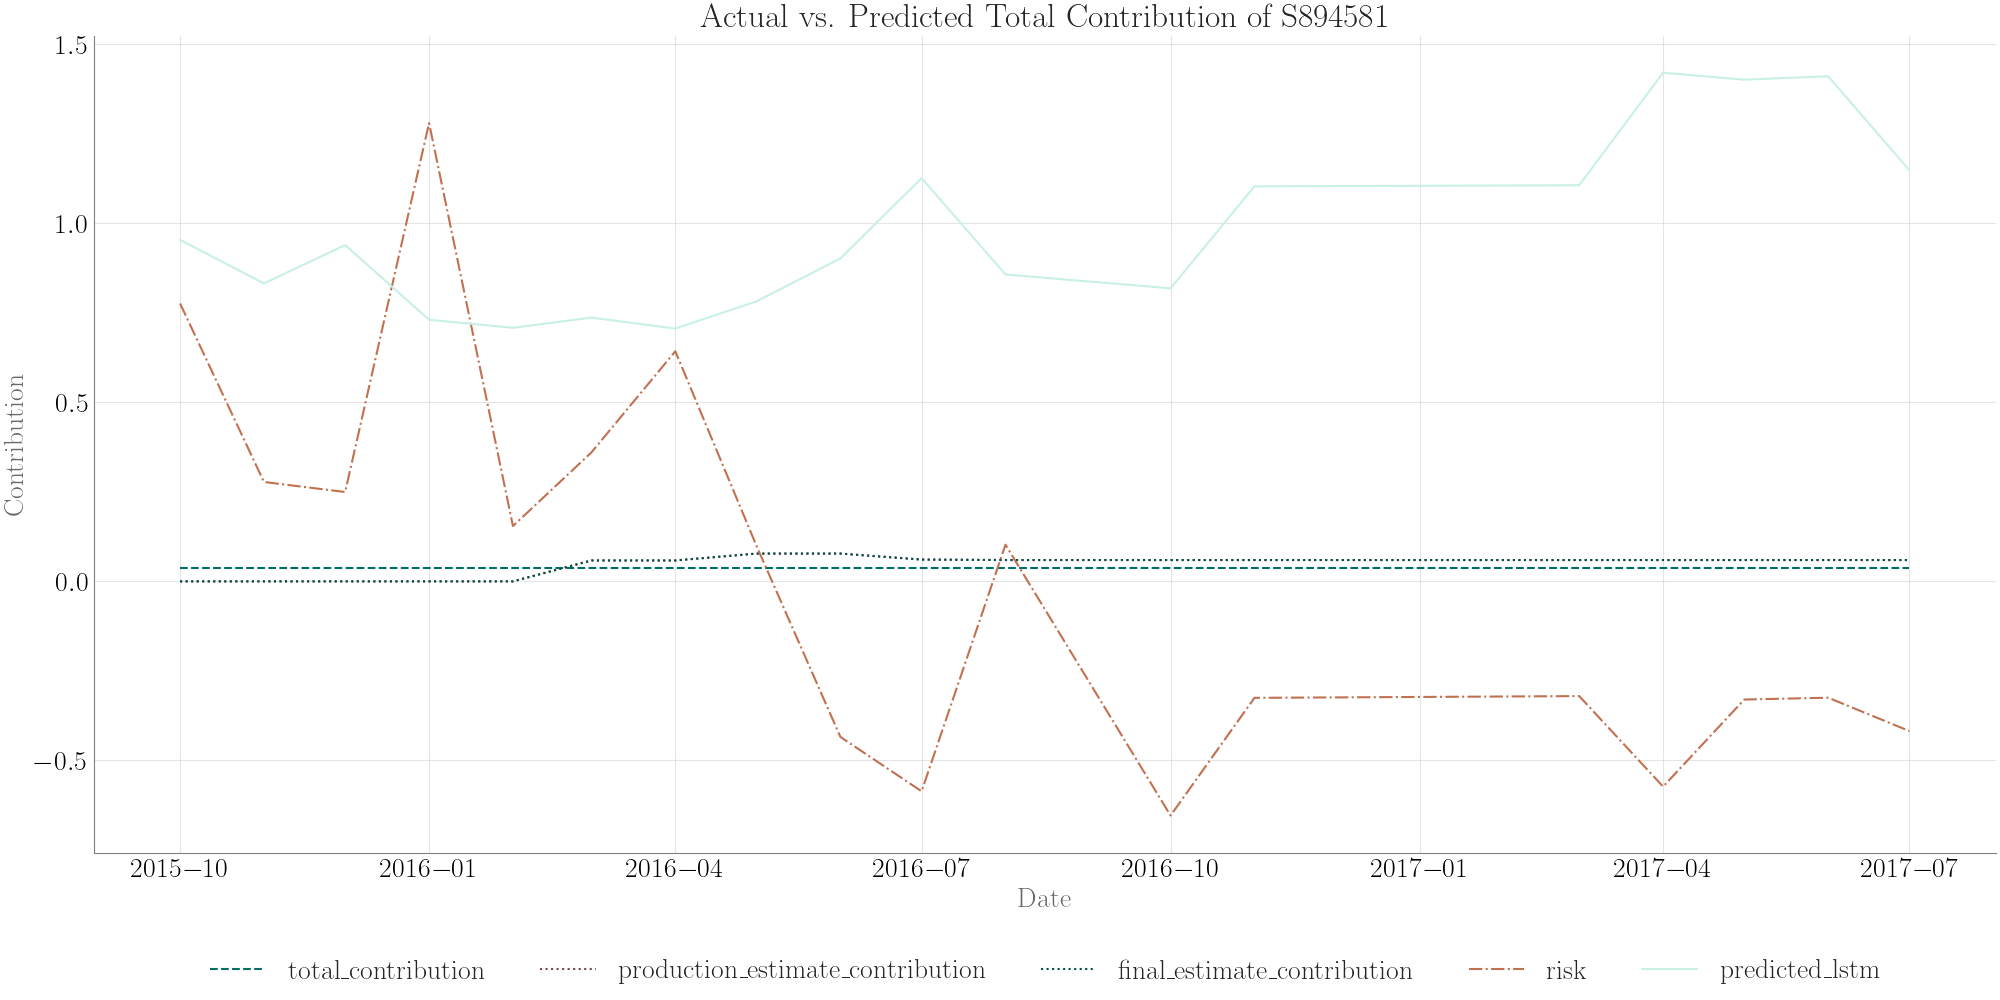 Actual vs. Predicted Total Contribution of S894581
1.5
1.0
0.5
0.0
−0.5
Contribution
2015−10 2016−01 2016−04 2016−07 2016−10 2017−01 2017−04 2017−07
Date
total_contribution production_estimate_contribution final_estimate_contribution risk predicted_lstm